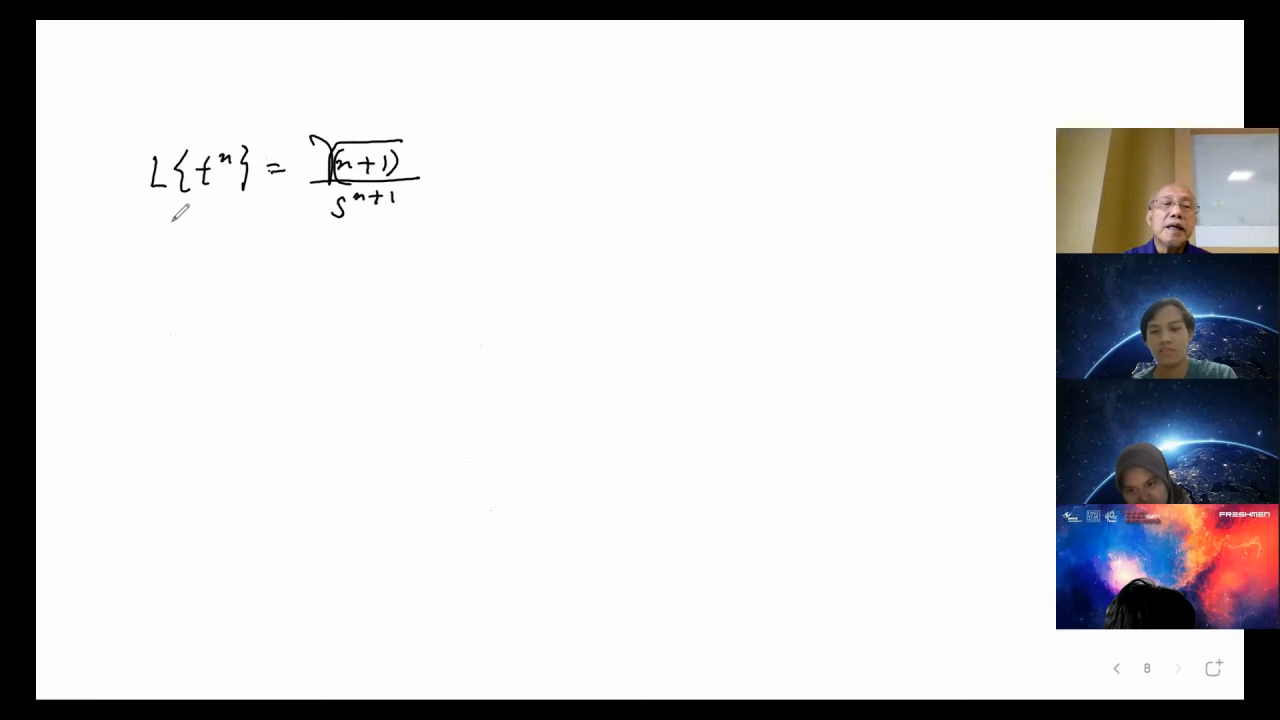 L{tⁿ} = Γ(n+1) / sⁿ⁺¹
FRESHMEN
8